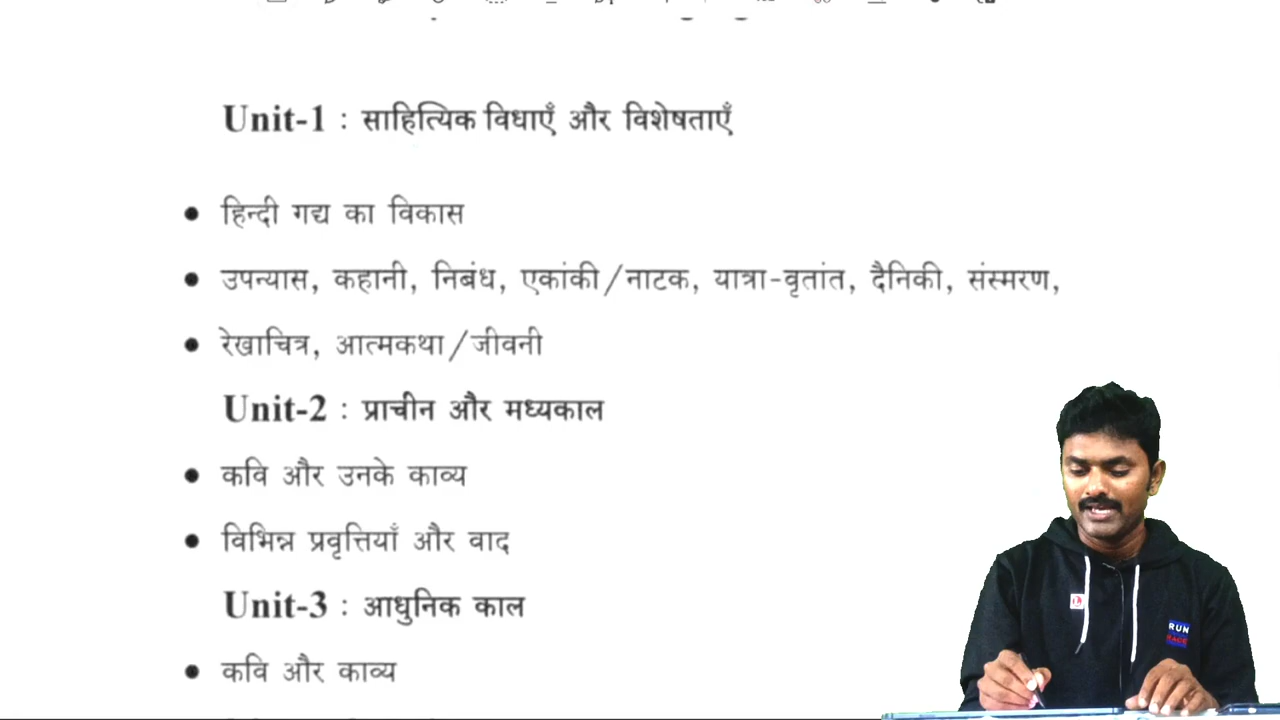 Unit-1 : साहित्यिक विधाएँ और विशेषताएँ
• हिन्दी गद्य का विकास
• उपन्यास, कहानी, निबंध, एकांकी/नाटक, यात्रा-वृतांत, दैनिकी, संस्मरण,
• रेखाचित्र, आत्मकथा/जीवनी
Unit-2 : प्राचीन और मध्यकाल
• कवि और उनके काव्य
• विभिन्न प्रवृत्तियाँ और वाद
Unit-3 : आधुनिक काल
• कवि और काव्य
RUN